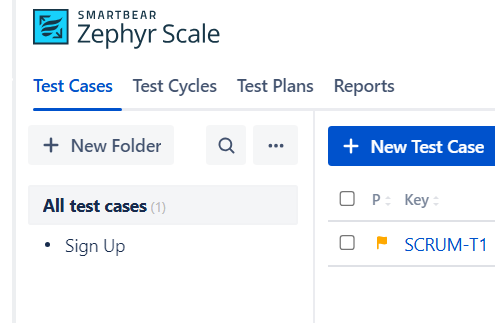 SMARTBEAR
Zephyr Scale
Test Cases Test Cycles Test Plans Reports
+ New Folder ...
+ New Test Case
All test cases (1)
• Sign Up
P Key
SCRUM-T1